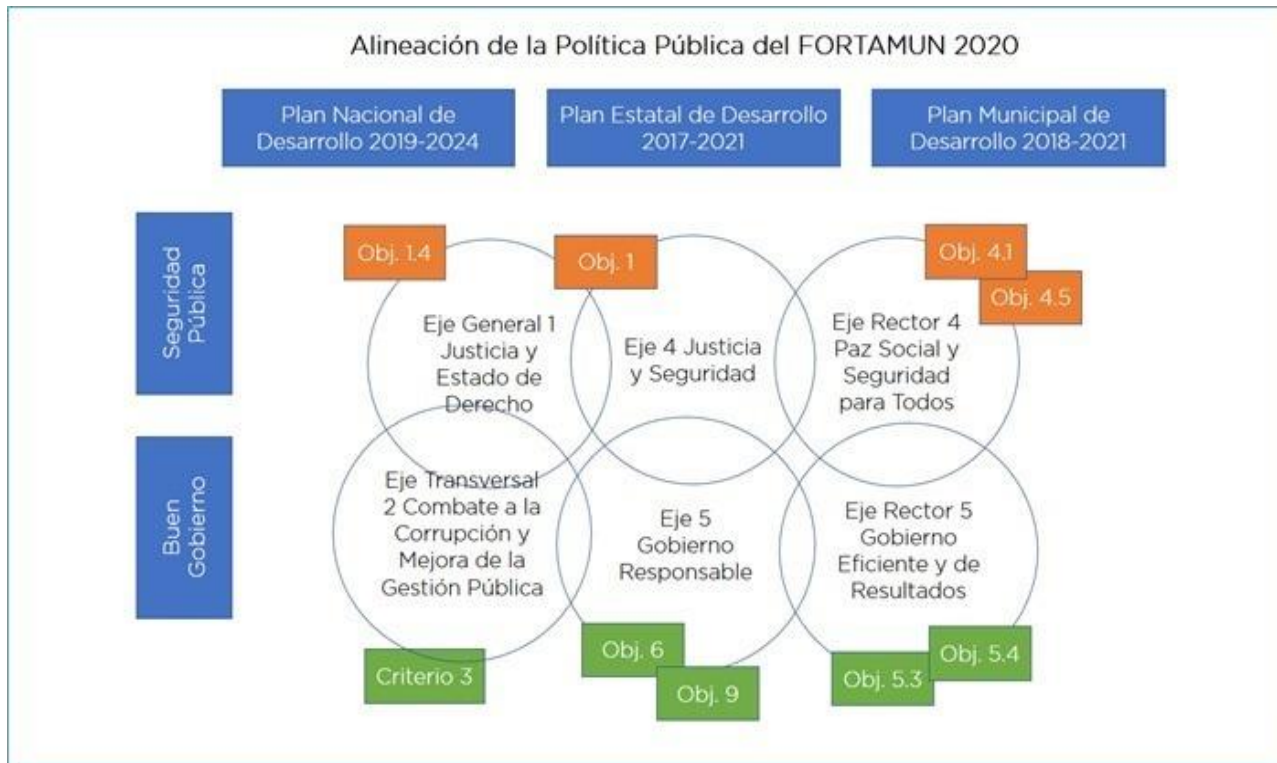 Alineación de la Política Pública del FORTAMUN 2020
Plan Nacional de
Desarrollo 2019-2024
Plan Estatal de Desarrollo
2017-2021
Plan Municipal de
Desarrollo 2018-2021
Seguridad
Pública
Obj. 1.4
Eje General 1
Justicia y
Estado de
Derecho
Obj. 1
Eje 4 Justicia
y Seguridad
Obj. 4.1
Obj. 4.5
Eje Rector 4
Paz Social y
Seguridad
para Todos
Buen
Gobierno
Eje Transversal
2 Combate a la
Corrupción y
Mejora de la
Gestión Pública
Criterio 3
Eje 5
Gobierno
Responsable
Obj. 6
Obj. 9
Eje Rector 5
Gobierno
Eficiente y de
Resultados
Obj. 5.3
Obj. 5.4